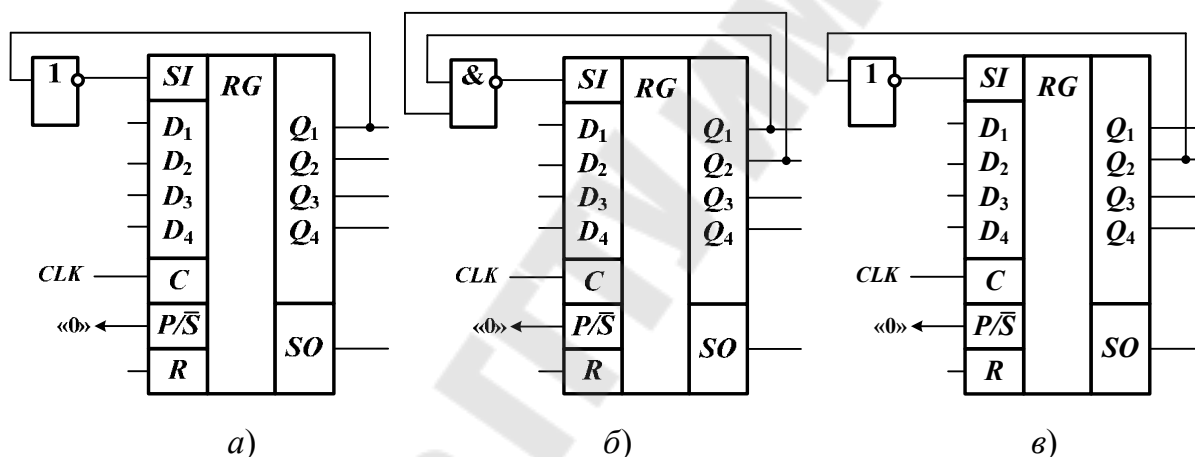 1 SI RG
D1 Q1
D2 Q2
D3 Q3
D4 Q4
CLK C
«0» P/S̅
SO
R
а)
& SI RG
D1 Q1
D2 Q2
D3 Q3
D4 Q4
CLK C
«0» P/S̅
SO
R
б)
1 SI RG
D1 Q1
D2 Q2
D3 Q3
D4 Q4
CLK C
«0» P/S̅
SO
R
в)